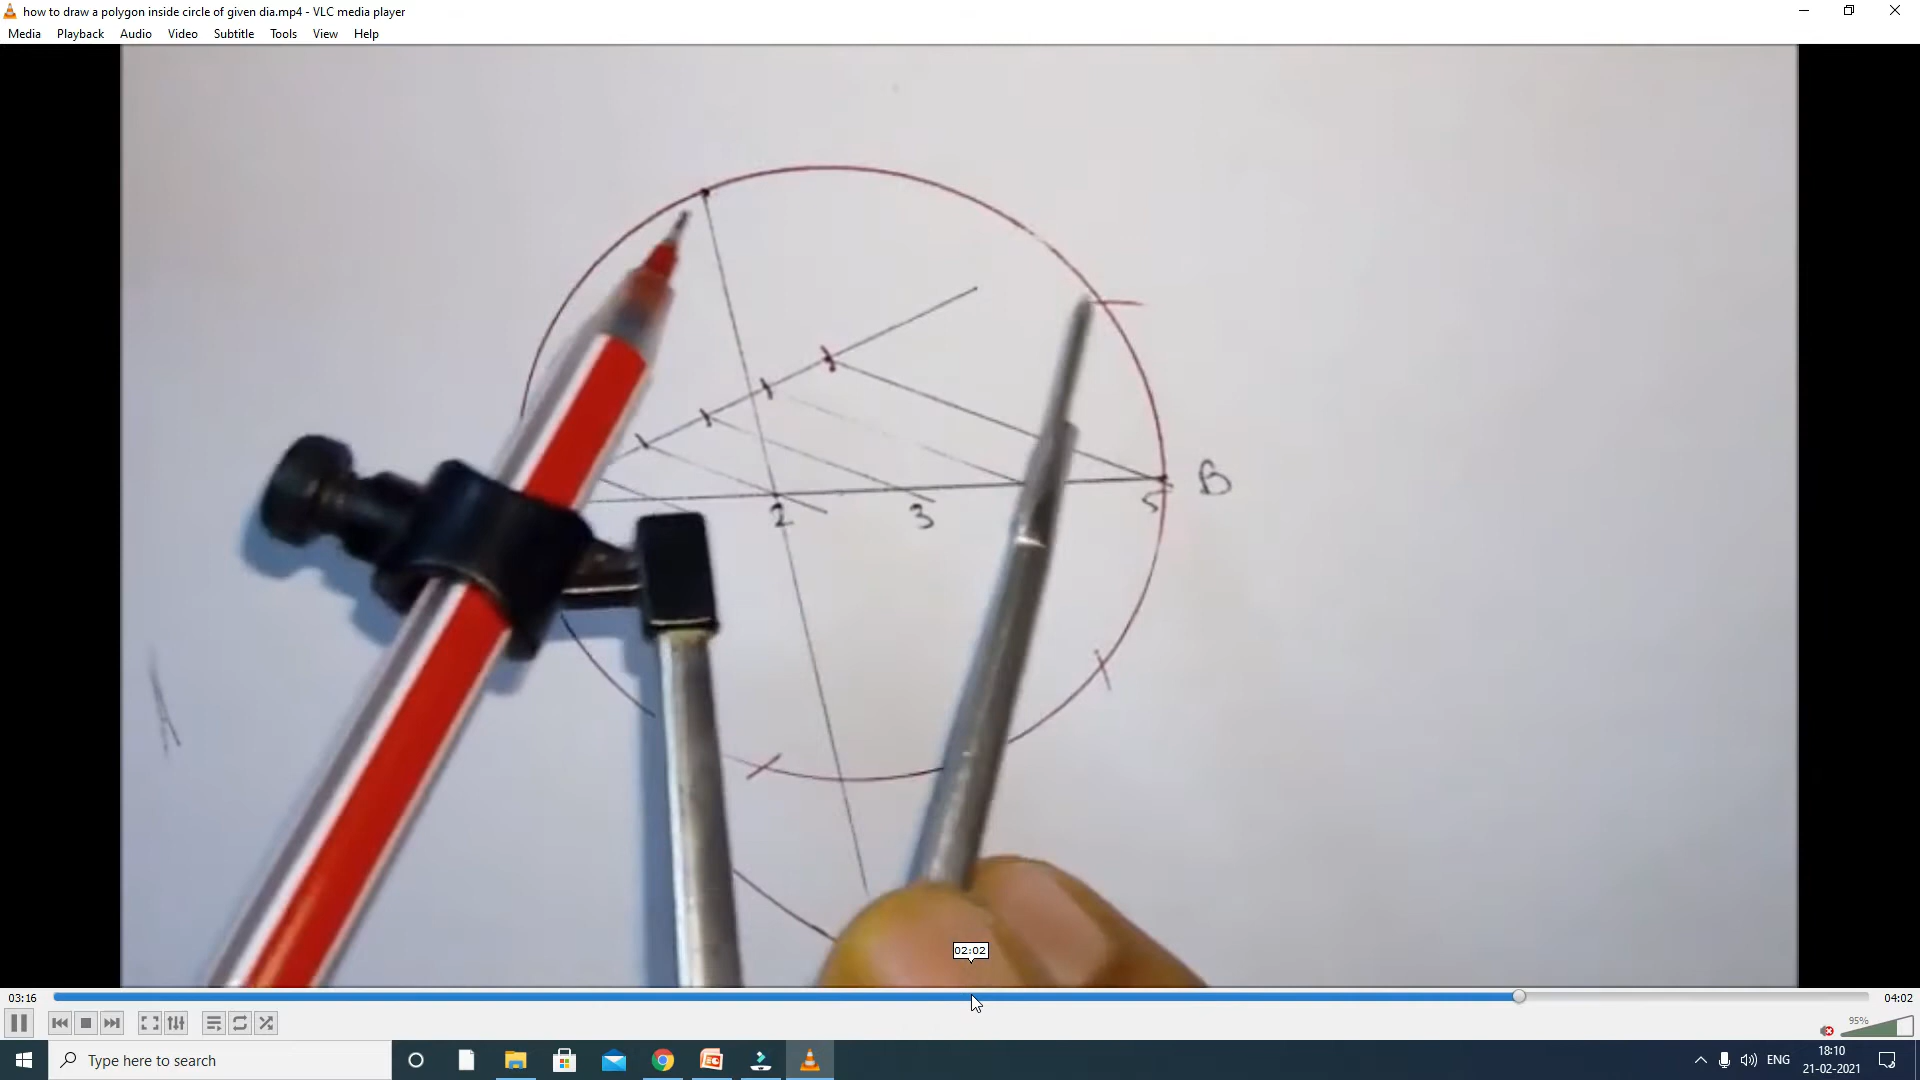 how to draw a polygon inside circle of given dia.mp4 - VLC media player
Media Playback Audio Video Subtitle Tools View Help
B
2 3 5
02:02
03:16
04:02
95%
Type here to search
ENG
18:10
21-02-2021